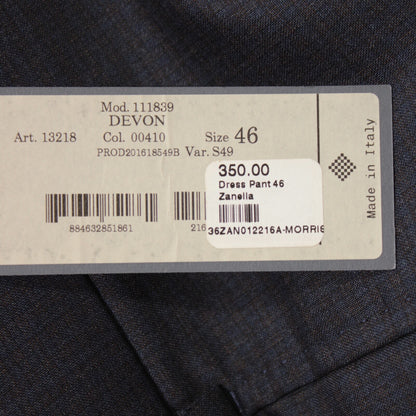 Mod. 111839
DEVON
Art. 13218 Col. 00410 Size 46
PROD201618549B Var. S49
884632851861
216
350.00
Dress Pant 46
Zanella
36ZAN012216A-MORRIS
Made in Italy